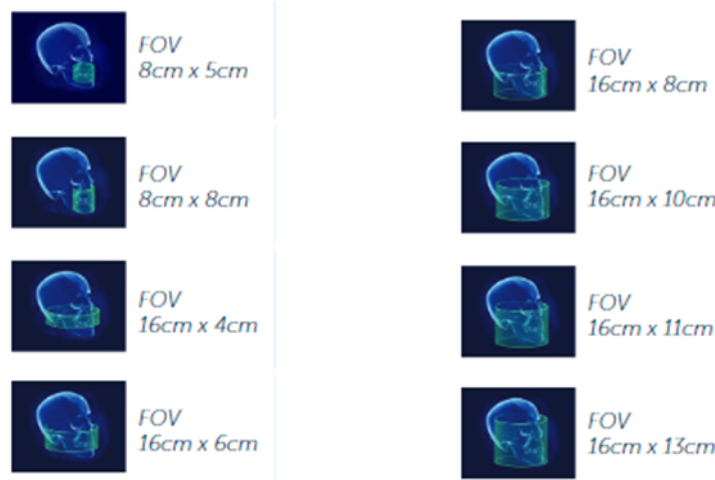 FOV
8cm x 5cm
FOV
8cm x 8cm
FOV
16cm x 4cm
FOV
16cm x 6cm
FOV
16cm x 8cm
FOV
16cm x 10cm
FOV
16cm x 11cm
FOV
16cm x 13cm